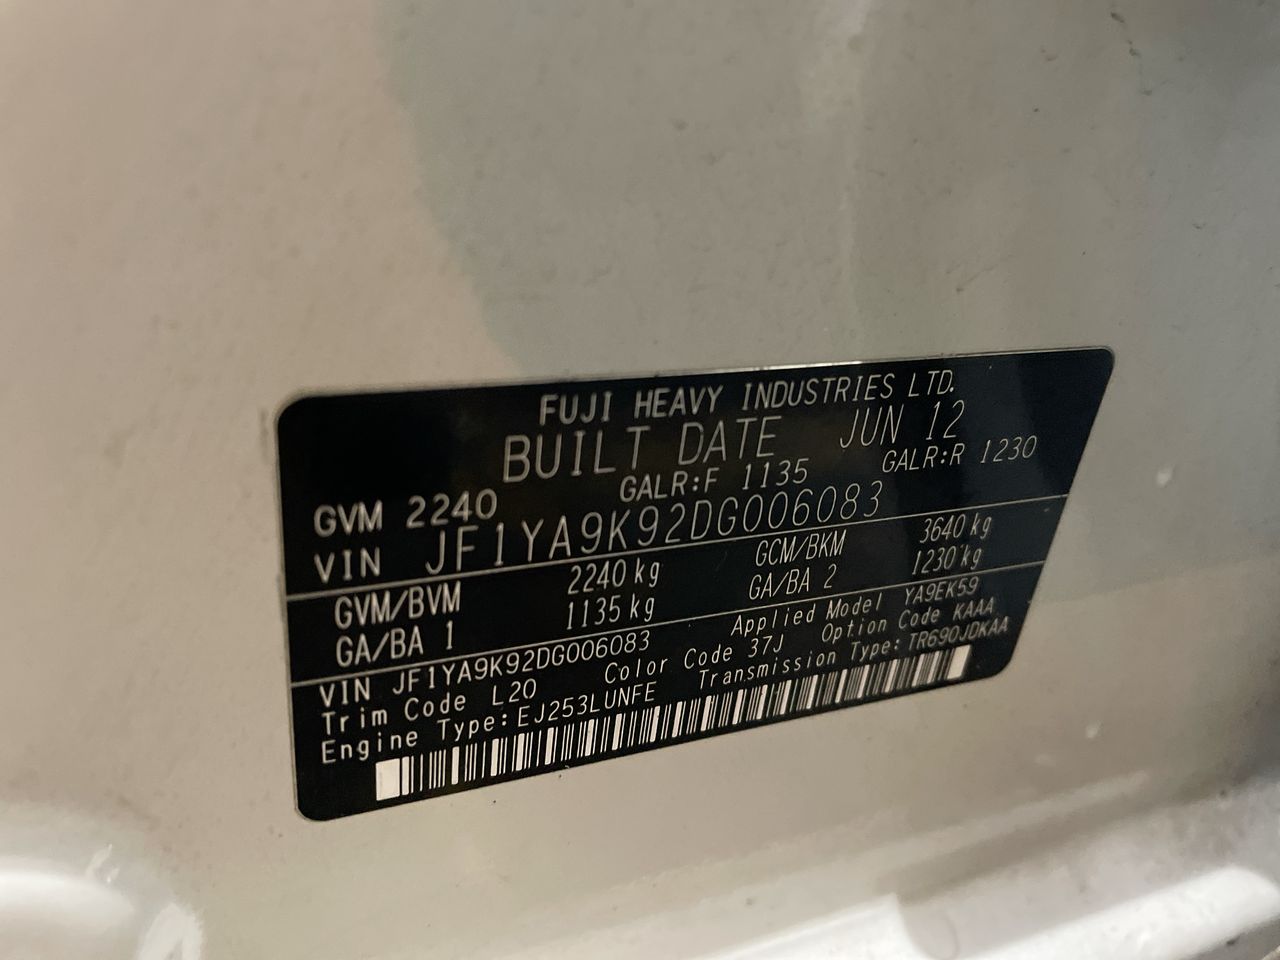 FUJI HEAVY INDUSTRIES LTD.
BUILT DATE JUN 12
GVM 2240 GALR:F 1135 GALR:R 1230
VIN JF1YA9K92DG006083
GVM/BVM 2240 kg GCM/BKM 3640 kg
GA/BA 1 1135 kg GA/BA 2 1230 kg
VIN JF1YA9K92DG006083 Applied Model YA9EK59
Trim Code L20 Color Code 37J Option Code KAAA
Engine Type: EJ253LUNFE Transmission Type: TR690JDKAA